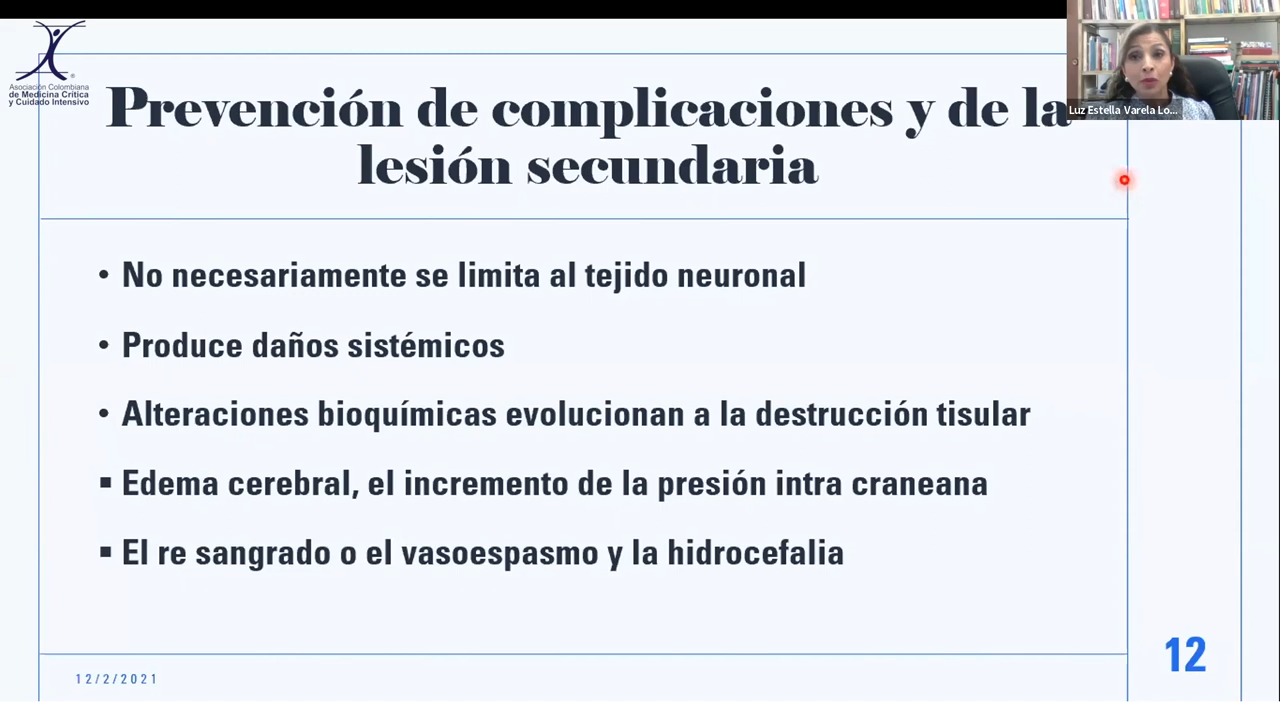 Asociación Colombiana
de Medicina Crítica
y Cuidado Intensivo
Luz Estella Varela Lo...
Prevención de complicaciones y de la
lesión secundaria
• No necesariamente se limita al tejido neuronal
• Produce daños sistémicos
• Alteraciones bioquímicas evolucionan a la destrucción tisular
▪ Edema cerebral, el incremento de la presión intra craneana
▪ El re sangrado o el vasoespasmo y la hidrocefalia
12
12/2/2021